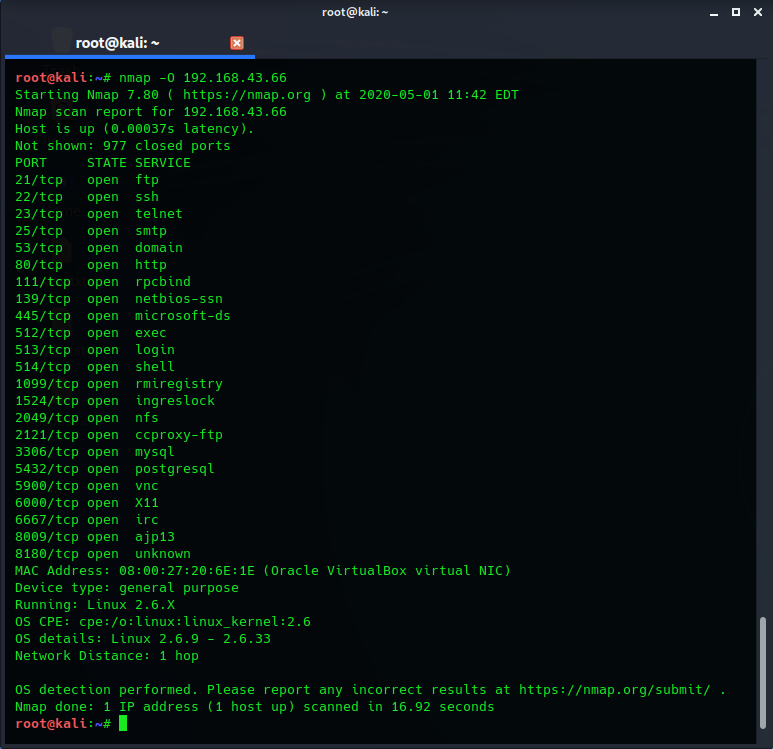 root@kali: ~
root@kali: ~
root@kali:~# nmap -O 192.168.43.66
Starting Nmap 7.80 ( https://nmap.org ) at 2020-05-01 11:42 EDT
Nmap scan report for 192.168.43.66
Host is up (0.00037s latency).
Not shown: 977 closed ports
PORT     STATE SERVICE
21/tcp   open  ftp
22/tcp   open  ssh
23/tcp   open  telnet
25/tcp   open  smtp
53/tcp   open  domain
80/tcp   open  http
111/tcp  open  rpcbind
139/tcp  open  netbios-ssn
445/tcp  open  microsoft-ds
512/tcp  open  exec
513/tcp  open  login
514/tcp  open  shell
1099/tcp open  rmiregistry
1524/tcp open  ingreslock
2049/tcp open  nfs
2121/tcp open  ccproxy-ftp
3306/tcp open  mysql
5432/tcp open  postgresql
5900/tcp open  vnc
6000/tcp open  X11
6667/tcp open  irc
8009/tcp open  ajp13
8180/tcp open  unknown
MAC Address: 08:00:27:20:6E:1E (Oracle VirtualBox virtual NIC)
Device type: general purpose
Running: Linux 2.6.X
OS CPE: cpe:/o:linux:linux_kernel:2.6
OS details: Linux 2.6.9 - 2.6.33
Network Distance: 1 hop
OS detection performed. Please report any incorrect results at https://nmap.org/submit/ .
Nmap done: 1 IP address (1 host up) scanned in 16.92 seconds
root@kali:~#